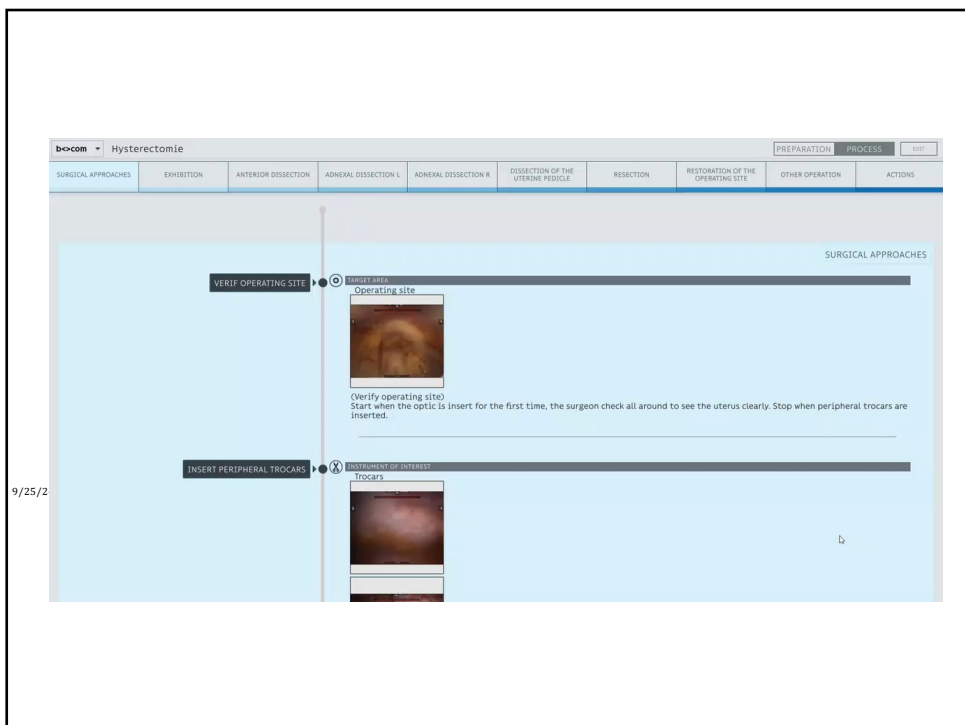 b<>com Hysterectomie
PREPARATION PROCESS EDIT
SURGICAL APPROACHES
EXHIBITION
ANTERIOR DISSECTION
ADNEXAL DISSECTION L
ADNEXAL DISSECTION R
DISSECTION OF THE
UTERINE PEDICLE
RESECTION
RESTORATION OF THE
OPERATING SITE
OTHER OPERATION
ACTIONS
SURGICAL APPROACHES
VERIF OPERATING SITE
TARGET AREA
Operating site
(Verify operating site)
Start when the optic is insert for the first time, the surgeon check all around to see the uterus clearly. Stop when peripheral trocars are
inserted.
INSERT PERIPHERAL TROCARS
INSTRUMENT OF INTEREST
Trocars
9/25/2